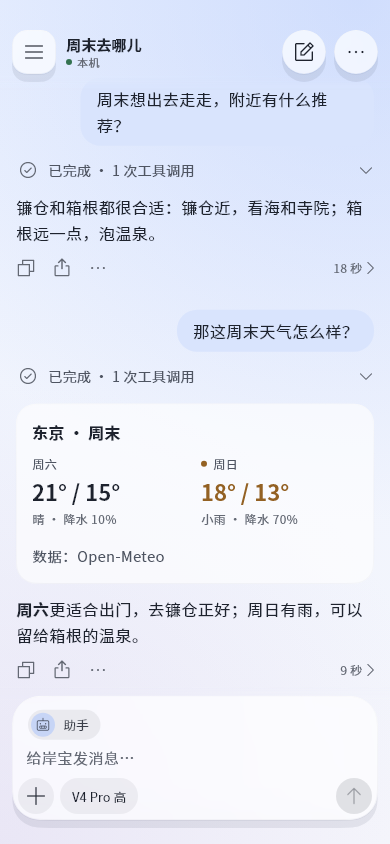 周末去哪儿
本机
周末想出去走走，附近有什么推
荐？
已完成 · 1 次工具调用
镰仓和箱根都很合适：镰仓近，看海和寺院；箱
根远一点，泡温泉。
18 秒
那这周末天气怎么样？
已完成 · 1 次工具调用
东京 · 周末
周六
周日
21° / 15°
18° / 13°
晴 · 降水 10%
小雨 · 降水 70%
数据：Open-Meteo
周六更适合出门，去镰仓正好；周日有雨，可以
留给箱根的温泉。
9 秒
助手
给岸宝发消息…
V4 Pro 高